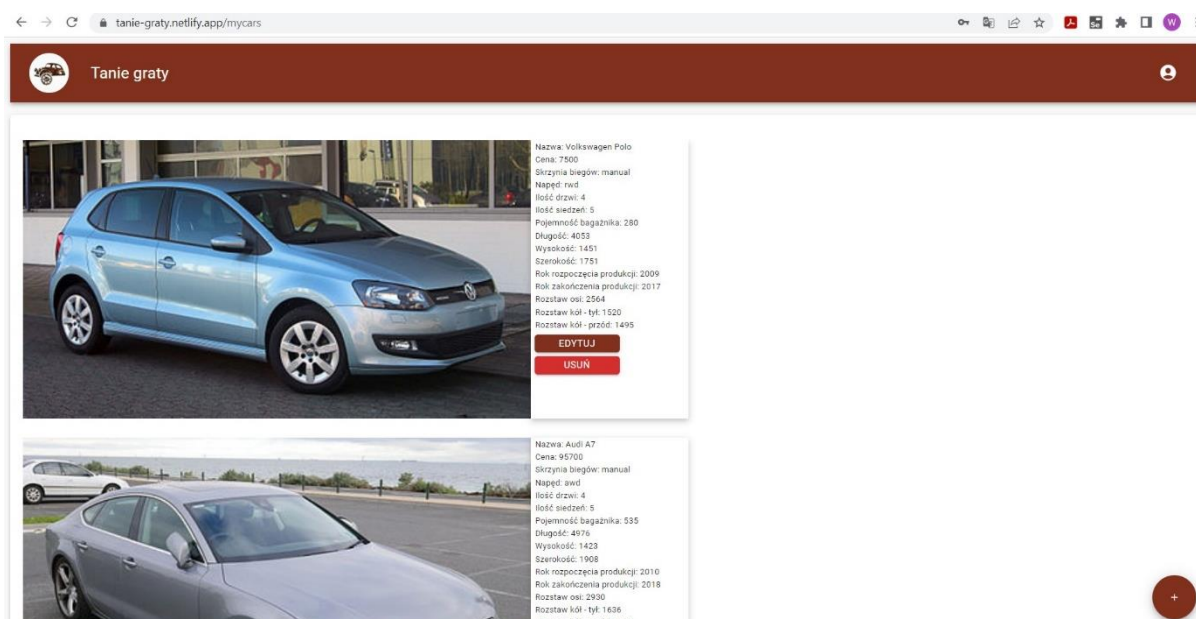 tanie-graty.netlify.app/mycars
W
Tanie graty
Nazwa: Volkswagen Polo
Cena: 7500
Skrzynia biegów: manual
Napęd: rwd
Ilość drzwi: 4
Ilość siedzeń: 5
Pojemność bagażnika: 280
Długość: 4053
Wysokość: 1451
Szerokość: 1751
Rok rozpoczęcia produkcji: 2009
Rok zakończenia produkcji: 2017
Rozstaw osi: 2564
Rozstaw kół - tył: 1520
Rozstaw kół - przód: 1495
EDYTUJ
USUŃ
Nazwa: Audi A7
Cena: 95700
Skrzynia biegów: manual
Napęd: awd
Ilość drzwi: 4
Ilość siedzeń: 5
Pojemność bagażnika: 535
Długość: 4976
Wysokość: 1423
Szerokość: 1908
Rok rozpoczęcia produkcji: 2010
Rok zakończenia produkcji: 2018
Rozstaw osi: 2930
Rozstaw kół - tył: 1636
+